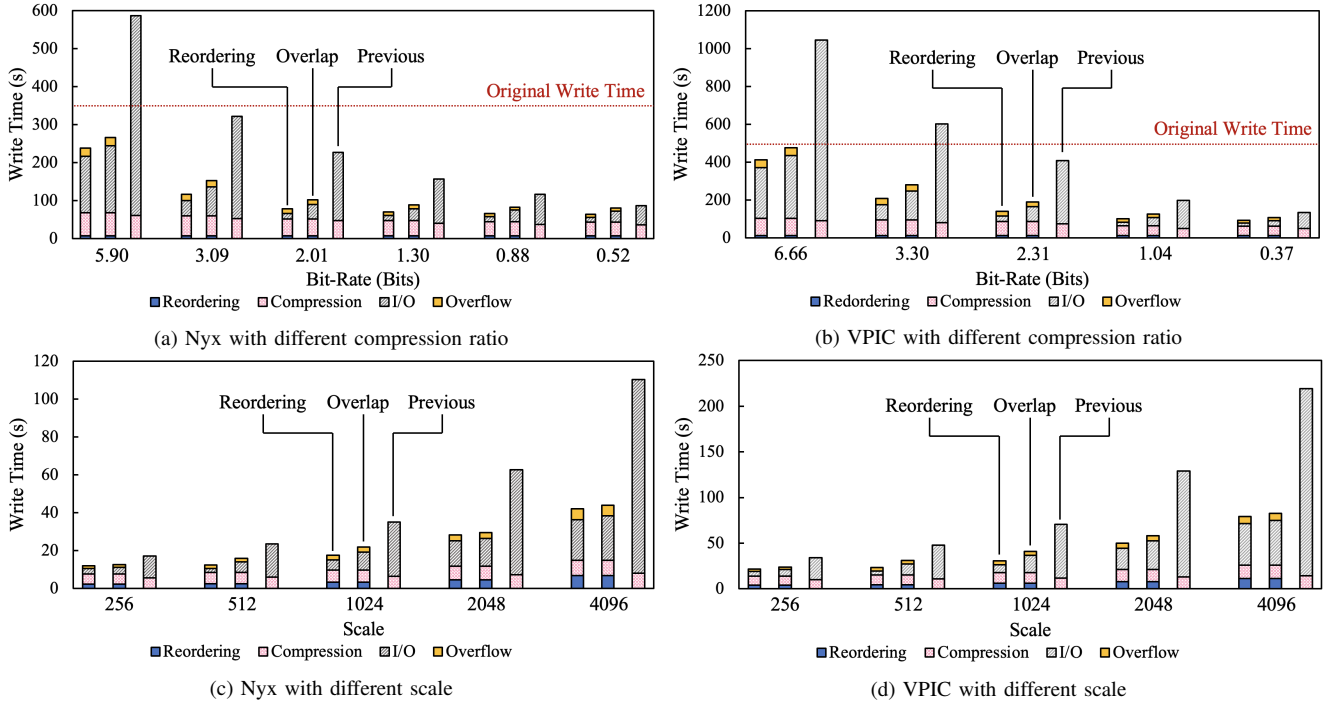 600
500
400
300
200
100
0
Write Time (s)
Reordering
Overlap
Previous
Original Write Time
5.90
3.09
2.01
1.30
0.88
0.52
Bit-Rate (Bits)
Reordering
Compression
I/O
Overflow
(a) Nyx with different compression ratio
1200
1000
800
600
400
200
0
Write Time (s)
Reordering
Overlap
Previous
Original Write Time
6.66
3.30
2.31
1.04
0.37
Bit-Rate (Bits)
Redordering
Compression
I/O
Overflow
(b) VPIC with different compression ratio
120
100
80
60
40
20
0
Write Time (s)
Reordering
Overlap
Previous
256
512
1024
2048
4096
Scale
Reordering
Compression
I/O
Overflow
(c) Nyx with different scale
250
200
150
100
50
0
Write Time (s)
Reordering
Overlap
Previous
256
512
1024
2048
4096
Scale
Reordering
Compression
I/O
Overflow
(d) VPIC with different scale